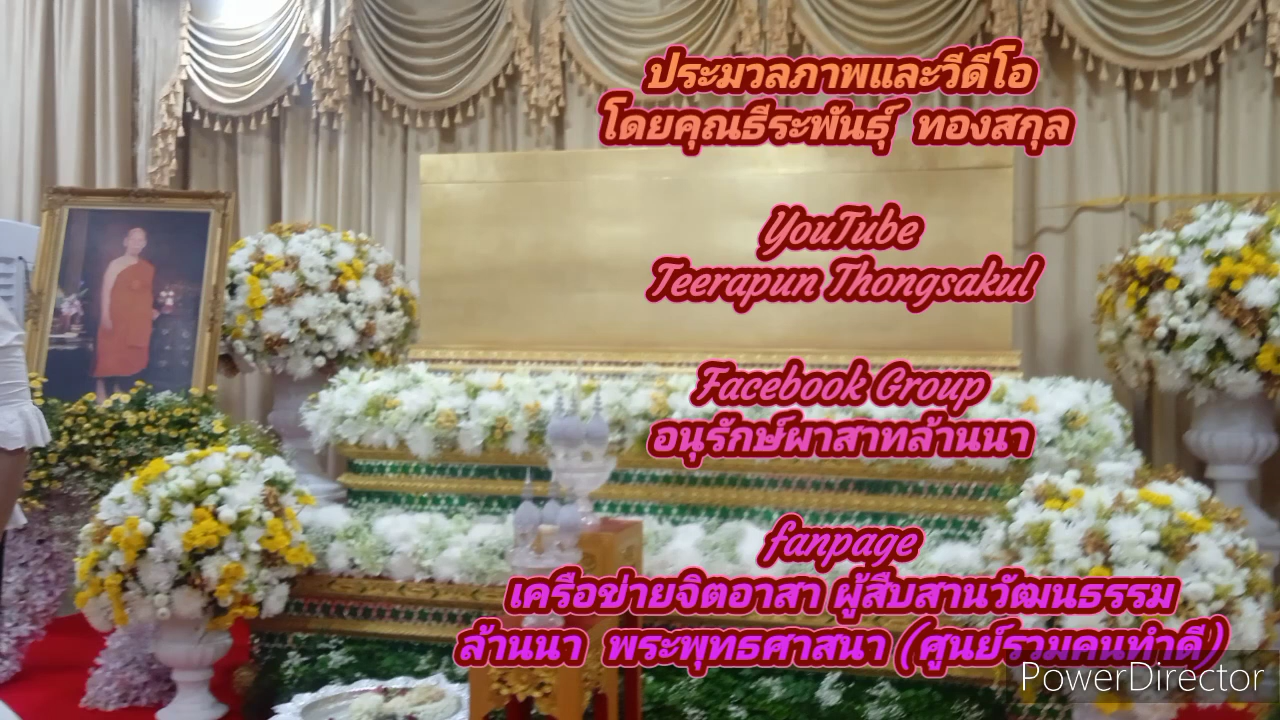 ประมวลภาพและวีดีโอ
โดยคุณธีระพันธุ์ ทองสกุล
YouTube
Teerapun Thongsakul
Facebook Group
อนุรักษ์ผาสาทล้านนา
fanpage
เครือข่ายจิตอาสา ผู้สืบสานวัฒนธรรม
ล้านนา พระพุทธศาสนา (ศูนย์รวมคนทำดี)
PowerDirector